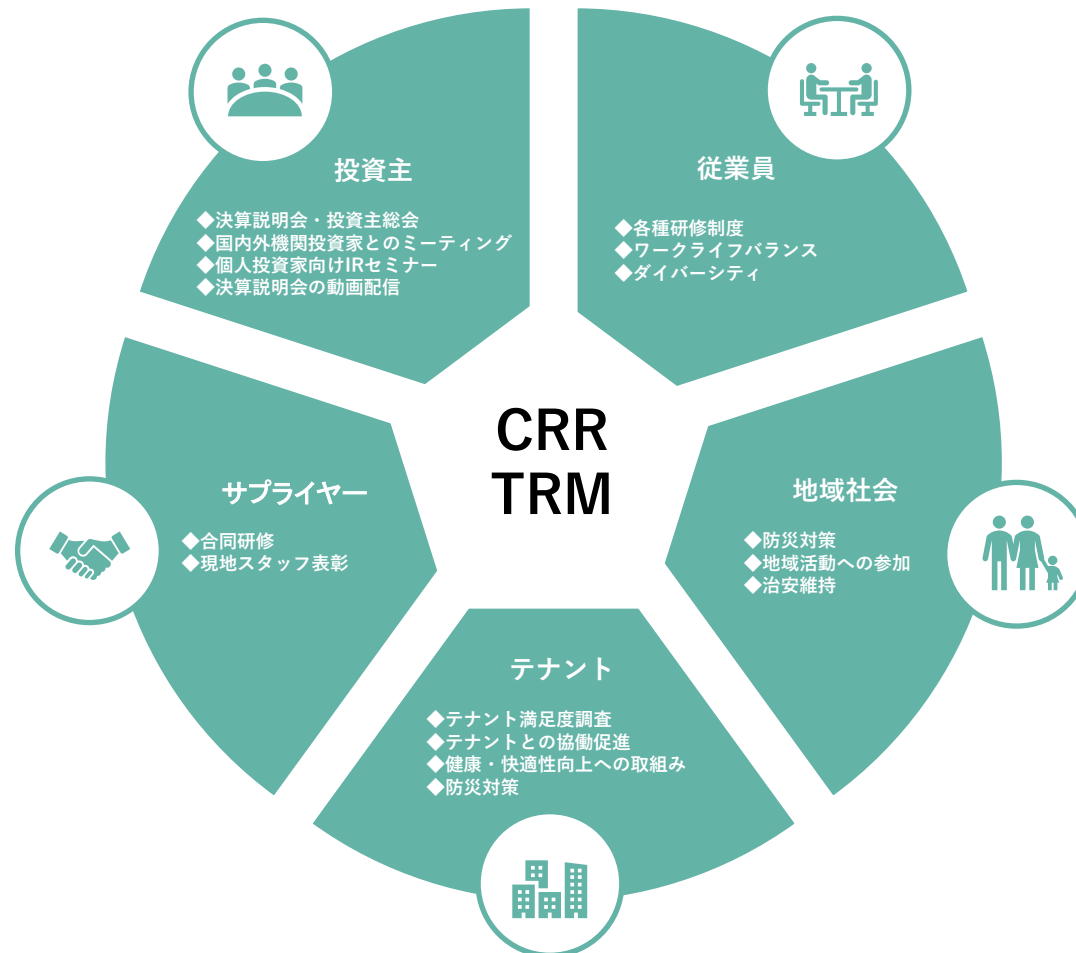 投資主
◆決算説明会・投資主総会
◆国内外機関投資家とのミーティング
◆個人投資家向けIRセミナー
◆決算説明会の動画配信
従業員
◆各種研修制度
◆ワークライフバランス
◆ダイバーシティ
CRR
TRM
サプライヤー
◆合同研修
◆現地スタッフ表彰
地域社会
◆防災対策
◆地域活動への参加
◆治安維持
テナント
◆テナント満足度調査
◆テナントとの協働促進
◆健康・快適性向上への取組み
◆防災対策